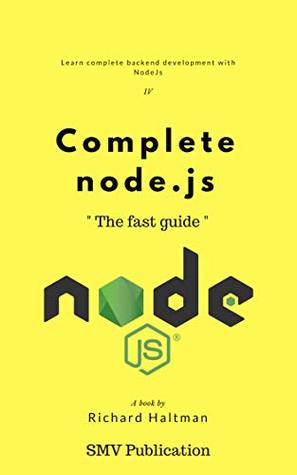 Learn complete backend development with
NodeJs
IV
Complete
node.js
" The fast guide "
node
JS ®
A book by
Richard Haltman
SMV Publication